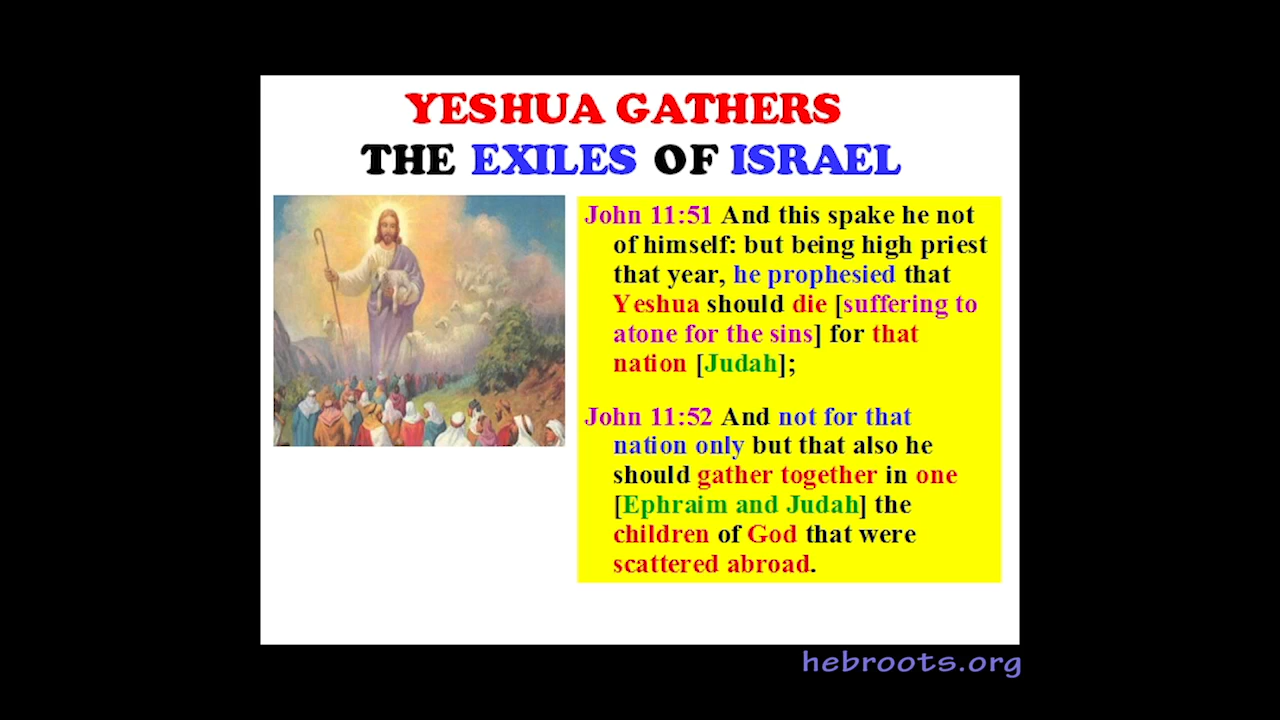 YESHUA GATHERS
THE EXILES OF ISRAEL
John 11:51 And this spake he not
of himself: but being high priest
that year, he prophesied that
Yeshua should die [suffering to
atone for the sins] for that
nation [Judah];
John 11:52 And not for that
nation only but that also he
should gather together in one
[Ephraim and Judah] the
children of God that were
scattered abroad.
hebroots.org